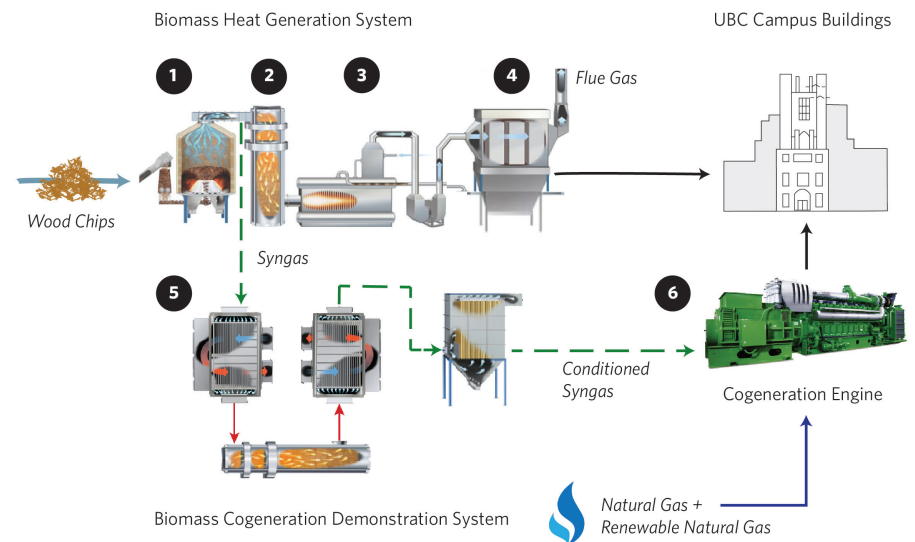 Biomass Heat Generation System
UBC Campus Buildings
1
2
3
4
Flue Gas
Wood Chips
Syngas
5
6
Conditioned
Syngas
Cogeneration Engine
Natural Gas +
Renewable Natural Gas
Biomass Cogeneration Demonstration System